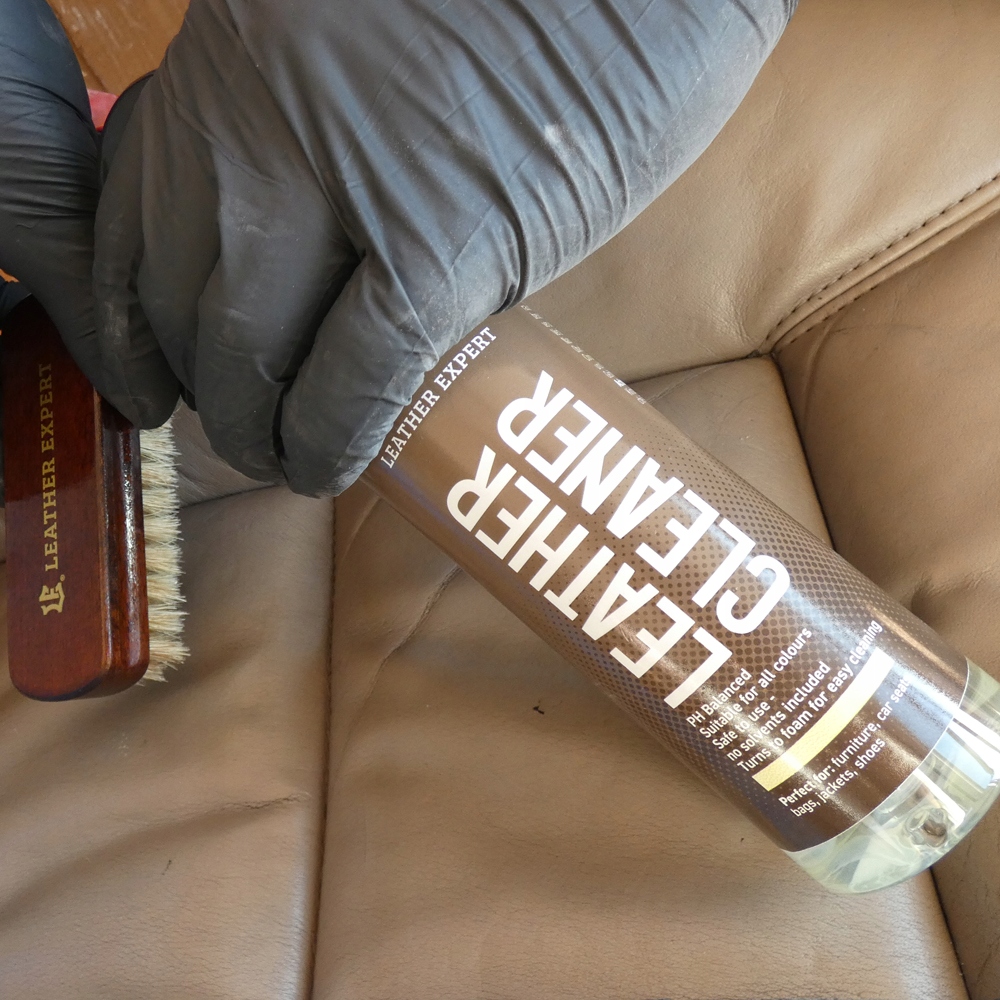 LEATHER EXPERT
LEATHER EXPERT
LEATHER
CLEANER
PH Balanced
Suitable for all colours
Safe to use -
no solvents included
Turns to foam for easy cleaning
Perfect for: furniture, car seats,
bags, jackets, shoes